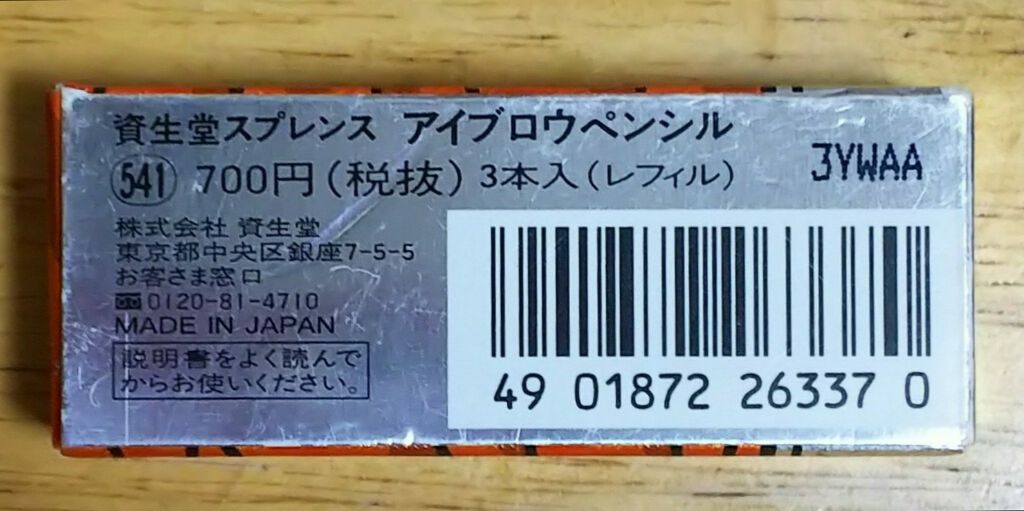 資生堂スプレンス アイブロウペンシル
541 700円(税抜) 3本入(レフィル)
3YWAA
株式会社 資生堂
東京都中央区銀座7-5-5
お客さま窓口
☎0120-81-4710
MADE IN JAPAN
説明書をよく読んで
からお使いください。
49 01872 26337 0